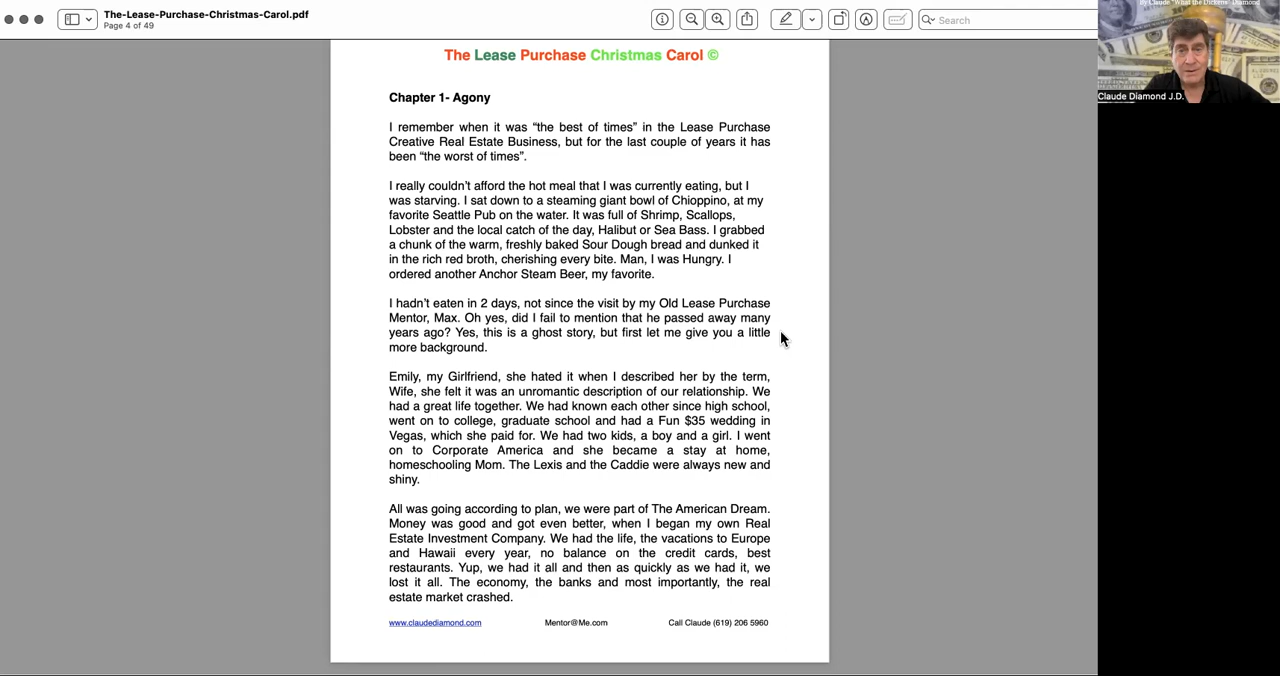 The-Lease-Purchase-Christmas-Carol.pdf
Page 4 of 49
Search
By Claude "What the Dickens" Diamond
Claude Diamond J.D.
The Lease Purchase Christmas Carol ©
Chapter 1- Agony
I remember when it was “the best of times” in the Lease Purchase
Creative Real Estate Business, but for the last couple of years it has
been “the worst of times”.
I really couldn’t afford the hot meal that I was currently eating, but I
was starving. I sat down to a steaming giant bowl of Chioppino, at my
favorite Seattle Pub on the water. It was full of Shrimp, Scallops,
Lobster and the local catch of the day, Halibut or Sea Bass. I grabbed
a chunk of the warm, freshly baked Sour Dough bread and dunked it
in the rich red broth, cherishing every bite. Man, I was Hungry. I
ordered another Anchor Steam Beer, my favorite.
I hadn’t eaten in 2 days, not since the visit by my Old Lease Purchase
Mentor, Max. Oh yes, did I fail to mention that he passed away many
years ago? Yes, this is a ghost story, but first let me give you a little
more background.
Emily, my Girlfriend, she hated it when I described her by the term,
Wife, she felt it was an unromantic description of our relationship. We
had a great life together. We had known each other since high school,
went on to college, graduate school and had a Fun $35 wedding in
Vegas, which she paid for. We had two kids, a boy and a girl. I went
on to Corporate America and she became a stay at home,
homeschooling Mom. The Lexis and the Caddie were always new and
shiny.
All was going according to plan, we were part of The American Dream.
Money was good and got even better, when I began my own Real
Estate Investment Company. We had the life, the vacations to Europe
and Hawaii every year, no balance on the credit cards, best
restaurants. Yup, we had it all and then as quickly as we had it, we
lost it all. The economy, the banks and most importantly, the real
estate market crashed.
www.claudediamond.com Mentor@Me.com Call Claude (619) 206 5960